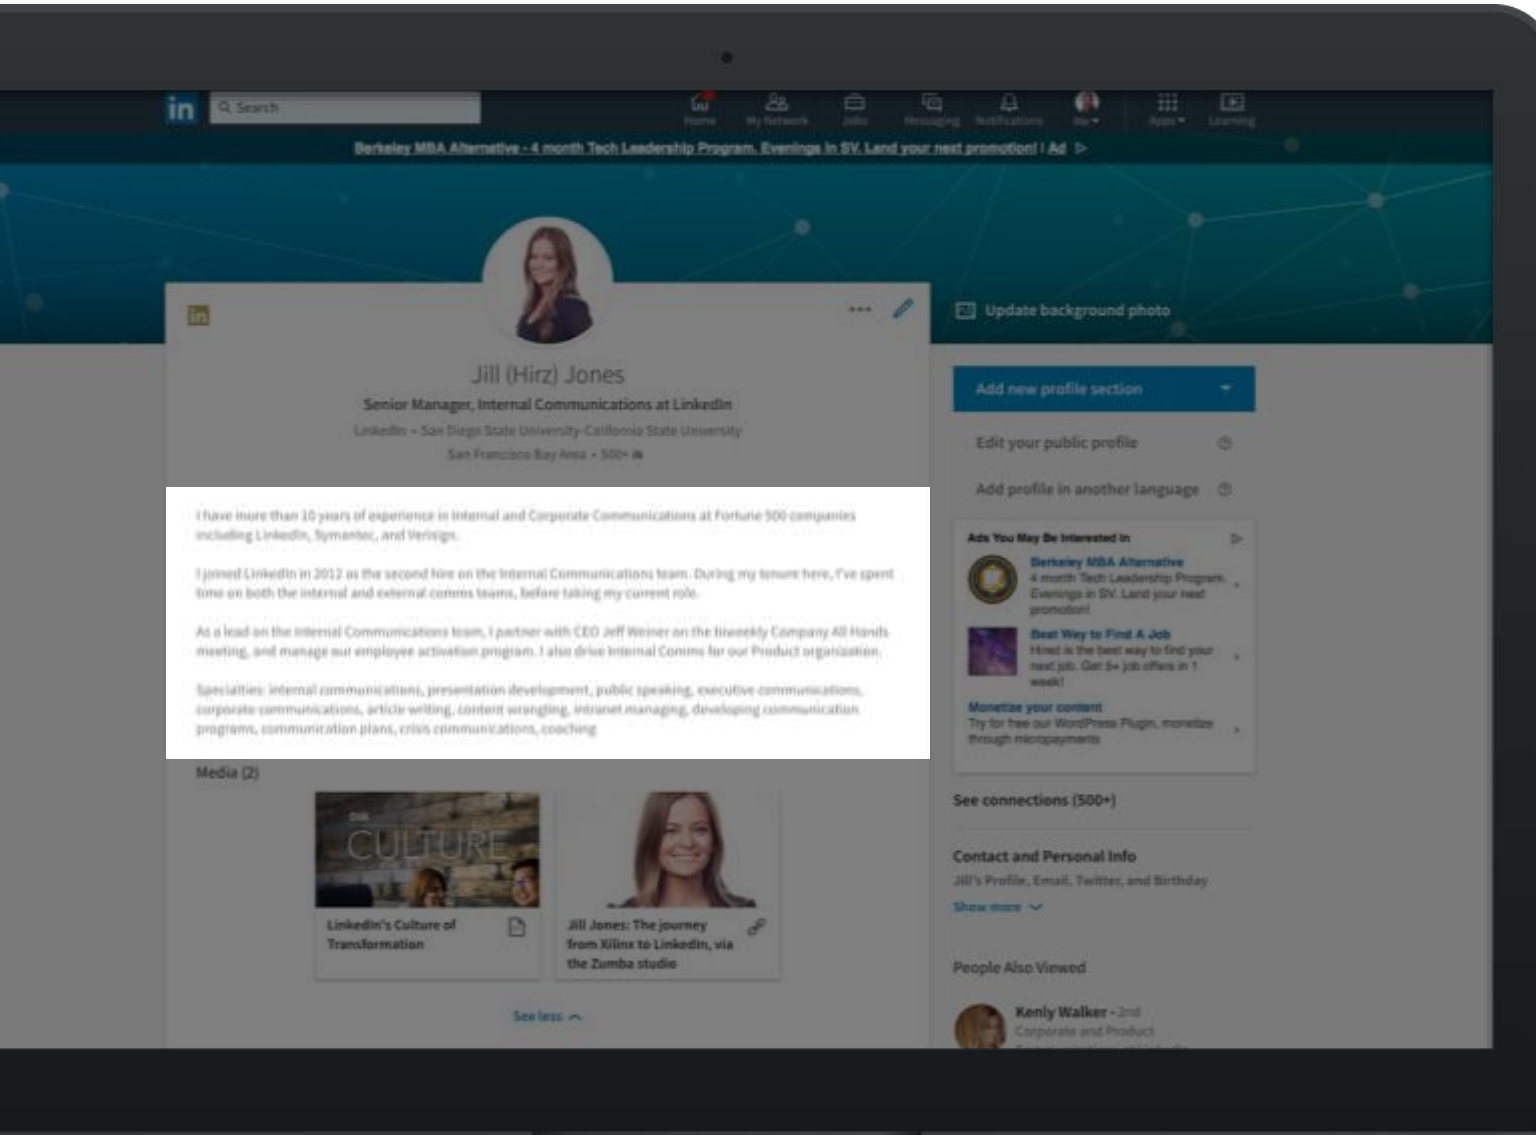 in
Search
Home
My Network
Jobs
Messaging
Notifications
Me
Apps
Learning
Berkeley MBA Alternative - 4 month Tech Leadership Program. Evenings in SV. Land your next promotion! | Ad
in
Update background photo
Jill (Hirz) Jones
Senior Manager, Internal Communications at LinkedIn
LinkedIn • San Diego State University-California State University
San Francisco Bay Area • 500+
I have more than 10 years of experience in Internal and Corporate Communications at Fortune 500 companies
including LinkedIn, Symantec, and Verisign.
I joined LinkedIn in 2012 as the second hire on the Internal Communications team. During my tenure here, I've spent
time on both the internal and external comms teams, before taking my current role.
As a lead on the Internal Communications team, I partner with CEO Jeff Weiner on the biweekly Company All Hands
meeting, and manage our employee activation program. I also drive Internal Comms for our Product organization.
Specialties: internal communications, presentation development, public speaking, executive communications,
corporate communications, article writing, content wrangling, intranet managing, developing communication
programs, communication plans, crisis communications, coaching
Media (2)
OUR
CULTURE
LinkedIn's Culture of
Transformation
Jill Jones: The journey
from Xilinx to LinkedIn, via
the Zumba studio
See less
Add new profile section
Edit your public profile
Add profile in another language
Ads You May Be Interested In
Berkeley MBA Alternative
4 month Tech Leadership Program.
Evenings in SV. Land your next
promotion!
Best Way to Find A Job
Hired is the best way to find your
next job. Get 5+ job offers in 1
week!
Monetize your content
Try for free our WordPress Plugin, monetize
through micropayments
See connections (500+)
Contact and Personal Info
Jill's Profile, Email, Twitter, and Birthday
Show more
People Also Viewed
Kenly Walker • 2nd
Corporate and Product